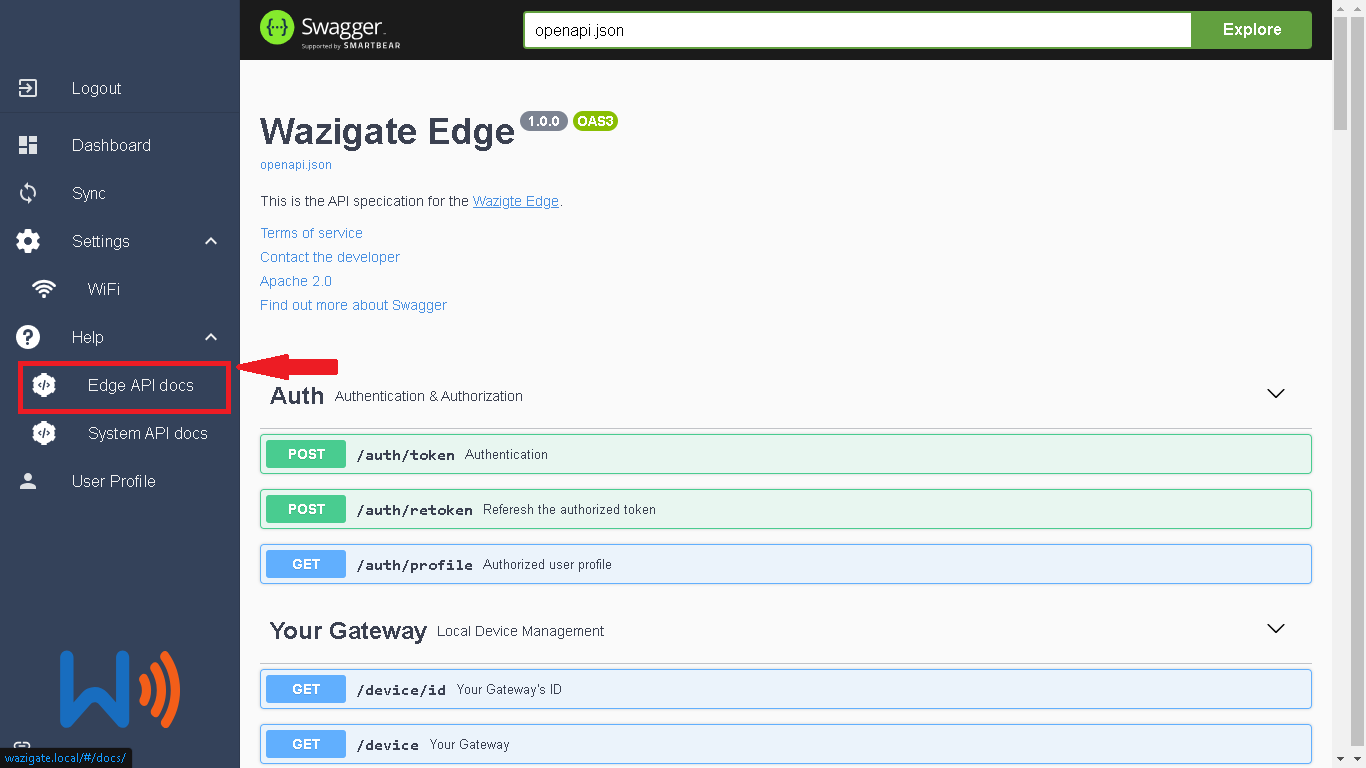 Logout
Dashboard
Sync
Settings
WiFi
Help
Edge API docs
System API docs
User Profile
wazigate.local/#/docs/
Swagger
Supported by SMARTBEAR
openapi.json
Explore
Wazigate Edge 1.0.0 OAS3
openapi.json
This is the API specication for the Wazigte Edge.
Terms of service
Contact the developer
Apache 2.0
Find out more about Swagger
Auth Authentication & Authorization
POST /auth/token Authentication
POST /auth/retoken Referesh the authorized token
GET /auth/profile Authorized user profile
Your Gateway Local Device Management
GET /device/id Your Gateway's ID
GET /device Your Gateway